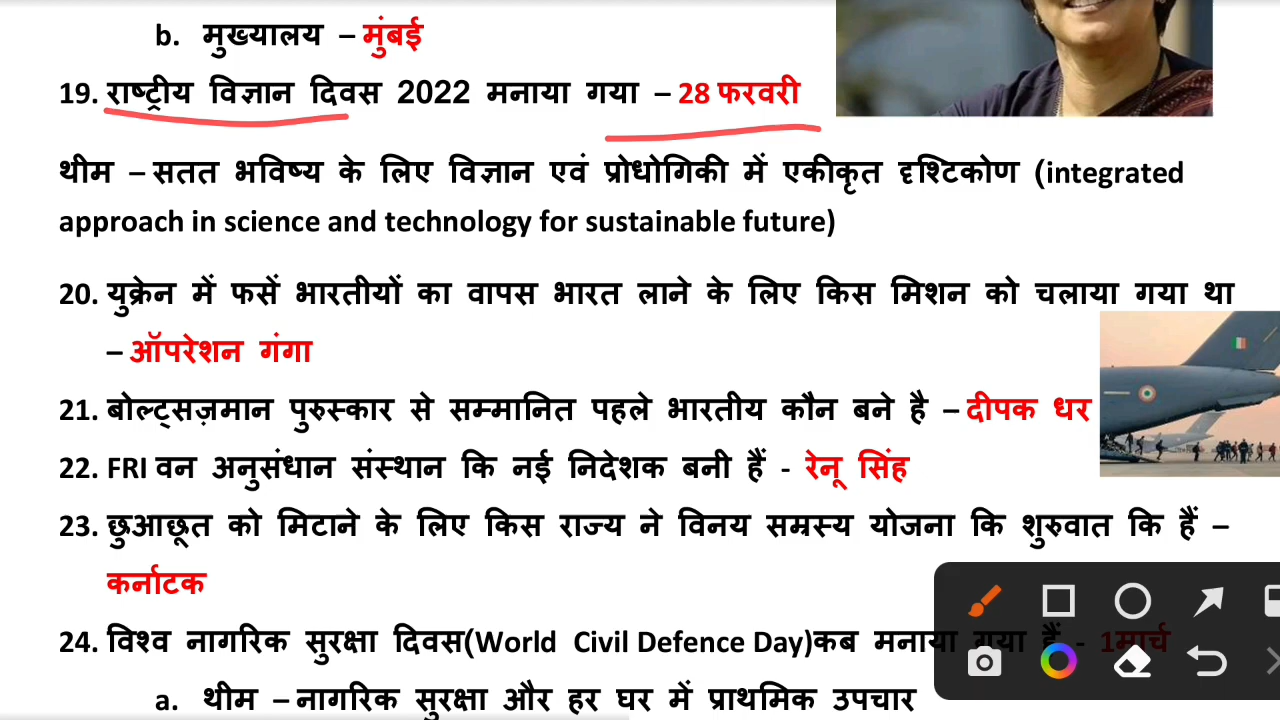 b. मुख्यालय – मुंबई
19. राष्ट्रीय विज्ञान दिवस 2022 मनाया गया – 28 फरवरी
थीम – सतत भविष्य के लिए विज्ञान एवं प्रोधोगिकी में एकीकृत दृश्टिकोण (integrated
approach in science and technology for sustainable future)
20. युक्रेन में फसें भारतीयों का वापस भारत लाने के लिए किस मिशन को चलाया गया था
– ऑपरेशन गंगा
21. बोल्ट्सज़मान पुरुस्कार से सम्मानित पहले भारतीय कौन बने है – दीपक धर
22. FRI वन अनुसंधान संस्थान कि नई निदेशक बनी हैं - रेनू सिंह
23. छुआछूत को मिटाने के लिए किस राज्य ने विनय सम्रस्य योजना कि शुरुवात कि हैं –
कर्नाटक
24. विश्व नागरिक सुरक्षा दिवस(World Civil Defence Day)कब मनाया गया हैं - 1मार्च
a. थीम – नागरिक सुरक्षा और हर घर में प्राथमिक उपचार